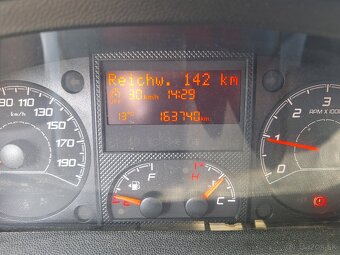 Reichw. 142 km
30 km/h 14:29
13° 163740 km
90 110 130 150 170 190
km/h
0 1 2 3
RPM X100
F
H
C